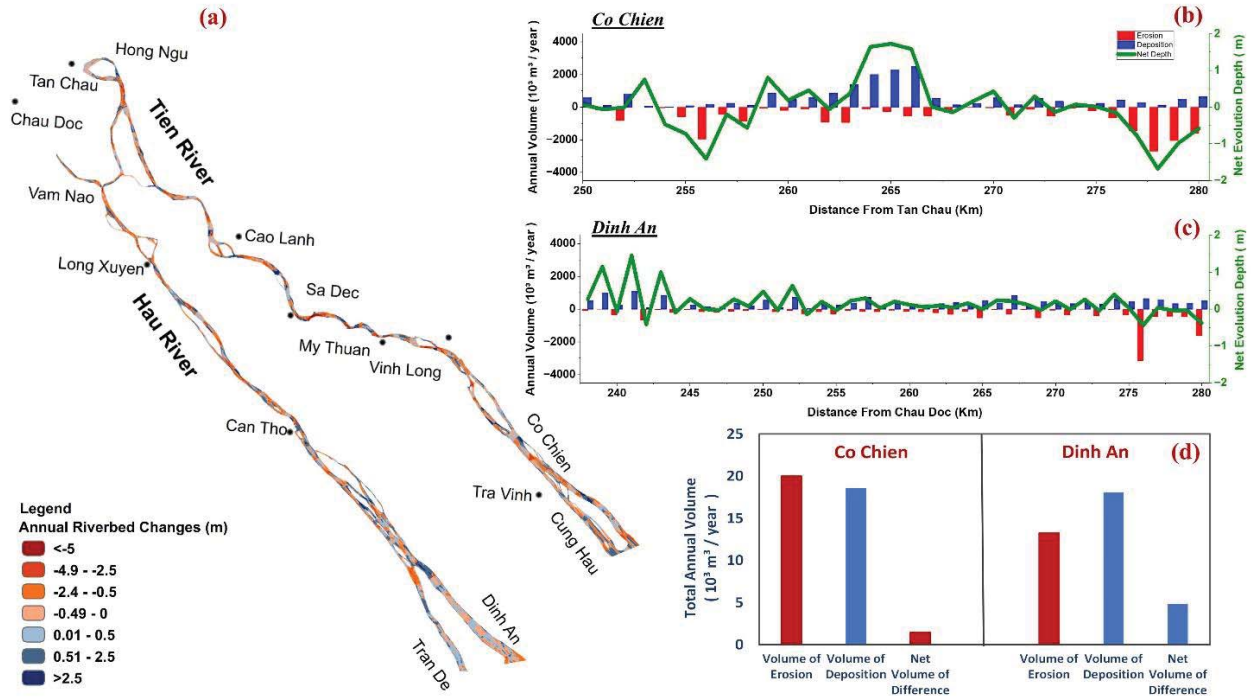 (a)
Hong Ngu
Tan Chau
Chau Doc
Tien River
Vam Nao
Cao Lanh
Long Xuyen
Sa Dec
Hau River
My Thuan
Vinh Long
Can Tho
Co Chien
Tra Vinh
Cung Hau
Dinh An
Tran De
Legend
Annual Riverbed Changes (m)
<-5
-4.9 - -2.5
-2.4 - -0.5
-0.49 - 0
0.01 - 0.5
0.51 - 2.5
>2.5
Co Chien
(b)
Erosion
Deposition
Net Depth
Annual Volume (10³ m³ / year)
4000
2000
0
−2000
−4000
2
1
0
−1
−2
Net Evolution Depth ( m)
250 255 260 265 270 275 280
Distance From Tan Chau (Km)
Dinh An
(c)
Annual Volume (10³ m³ / year)
4000
2000
0
−2000
−4000
2
1
0
−1
−2
Net Evolution Depth ( m)
240 245 250 255 260 265 270 275 280
Distance From Chau Doc (Km)
(d)
Co Chien
Dinh An
Total Annual Volume
( 10³ m³ / year )
25
20
15
10
5
0
Volume of Erosion
Volume of Deposition
Net Volume of Difference
Volume of Erosion
Volume of Deposition
Net Volume of Difference